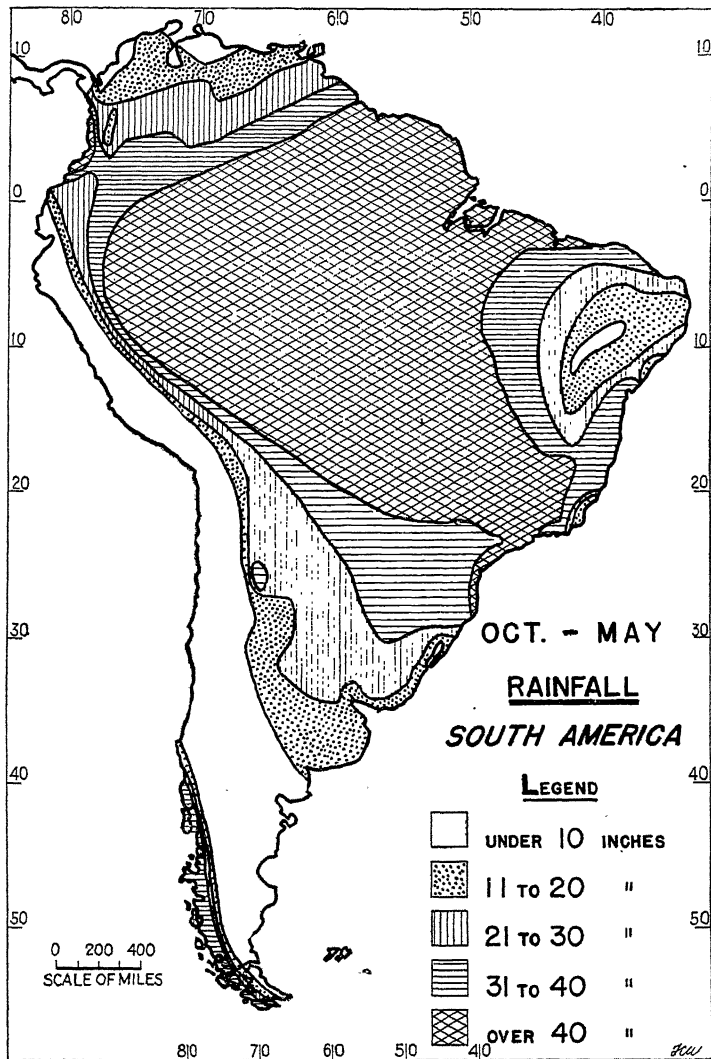 80 70 60 50 40
10 10
0 0
10 10
20 20
30
OCT. - MAY
RAINFALL
SOUTH AMERICA
40 40
LEGEND
UNDER 10 INCHES
11 TO 20 "
21 TO 30 "
50 50
31 TO 40 "
OVER 40 "
0 200 400
SCALE OF MILES
80 70 60 50 40
JCW